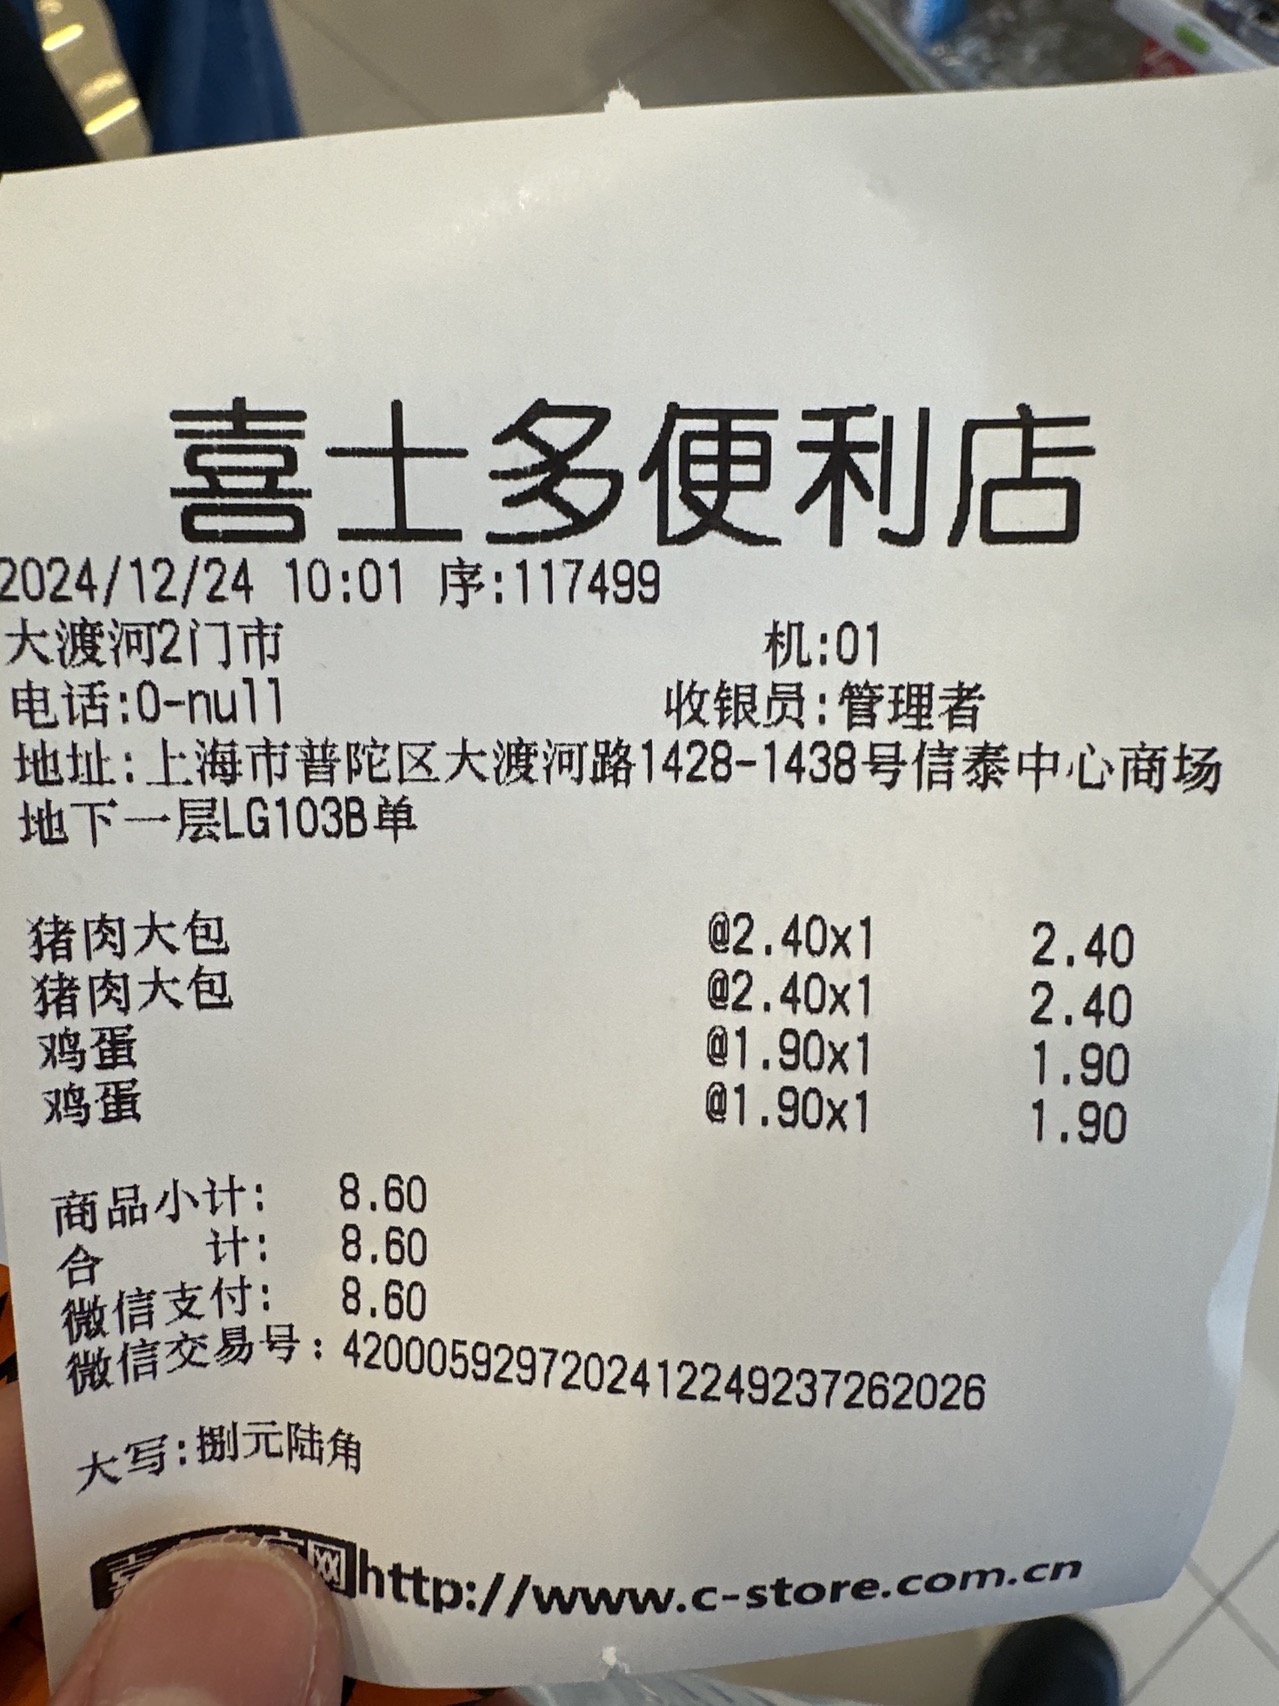 喜士多便利店
2024/12/24 10:01 序:117499
大渡河2门市 机:01
电话:0-null 收银员:管理者
地址:上海市普陀区大渡河路1428-1438号信泰中心商场
地下一层LG103B单
猪肉大包 @2.40x1 2.40
猪肉大包 @2.40x1 2.40
鸡蛋 @1.90x1 1.90
鸡蛋 @1.90x1 1.90
商品小计: 8.60
合 计: 8.60
微信支付: 8.60
微信交易号:4200059297202412249237262026
大写:捌元陆角
http://www.c-store.com.cn